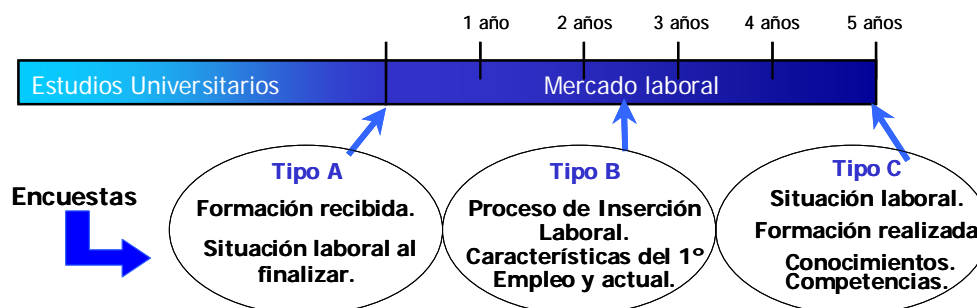 1 año
2 años
3 años
4 años
5 años
Estudios Universitarios
Mercado laboral
Encuestas
Tipo A
Formación recibida.
Situación laboral al
finalizar.
Tipo B
Proceso de Inserción
Laboral.
Características del 1º
Empleo y actual.
Tipo C
Situación laboral.
Formación realizada
Conocimientos.
Competencias.